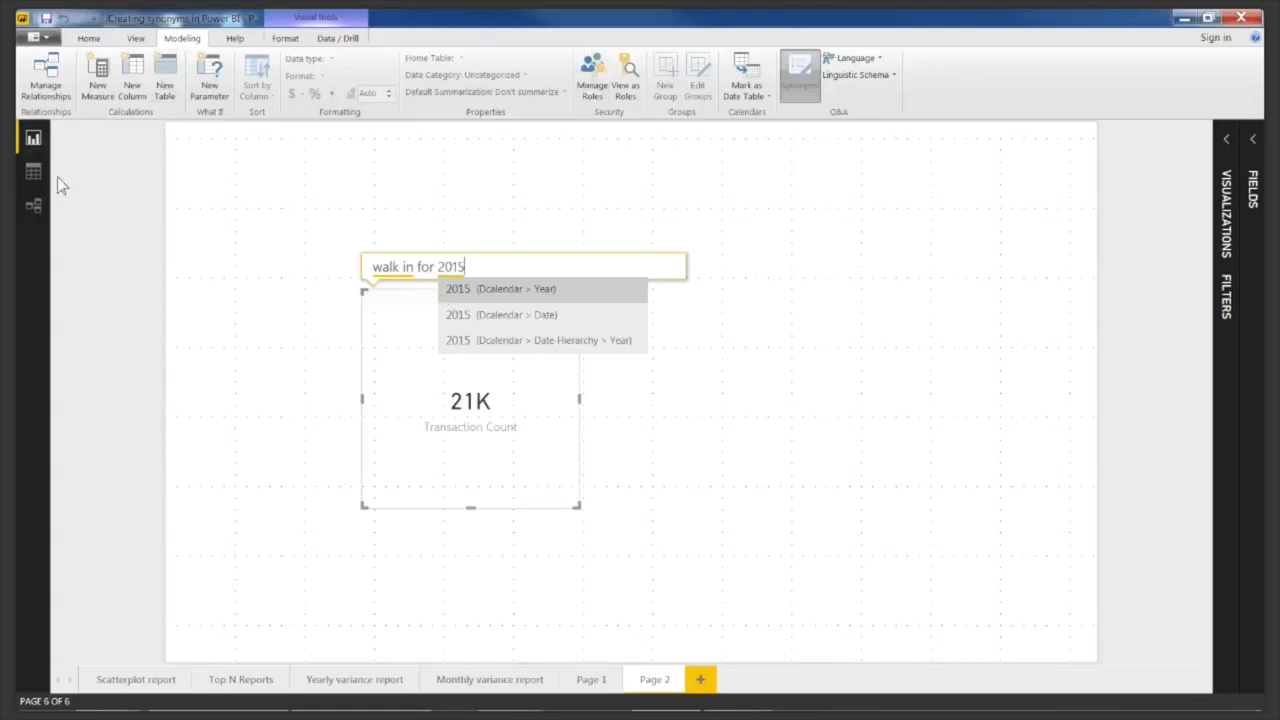 Creating synonyms in Power BI - P...
Visual tools
Home
View
Modeling
Help
Format
Data / Drill
Sign in
Manage Relationships
New Measure
New Column
New Table
New Parameter
Sort by Column
Data type:
Format:
$ % , Auto
Home Table:
Data Category: Uncategorized
Default Summarization: Don't summarize
Manage Roles
View as Roles
New Group
Edit Groups
Mark as Date Table
Synonyms
Language
Linguistic Schema
Relationships
Calculations
What If
Sort
Formatting
Properties
Security
Groups
Calendars
Q&A
walk in for 2015
2015 (Dcalendar > Year)
2015 (Dcalendar > Date)
2015 (Dcalendar > Date Hierarchy > Year)
21K
Transaction Count
VISUALIZATIONS
FILTERS
FIELDS
Scatterplot report
Top N Reports
Yearly variance report
Monthly variance report
Page 1
Page 2
+
PAGE 6 OF 6